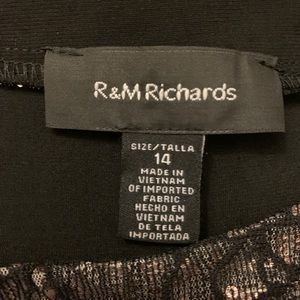 R&M Richards
SIZE/TALLA
14
MADE IN
VIETNAM
OF IMPORTED
FABRIC
HECHO EN
VIETNAM
DE TELA
IMPORTADA